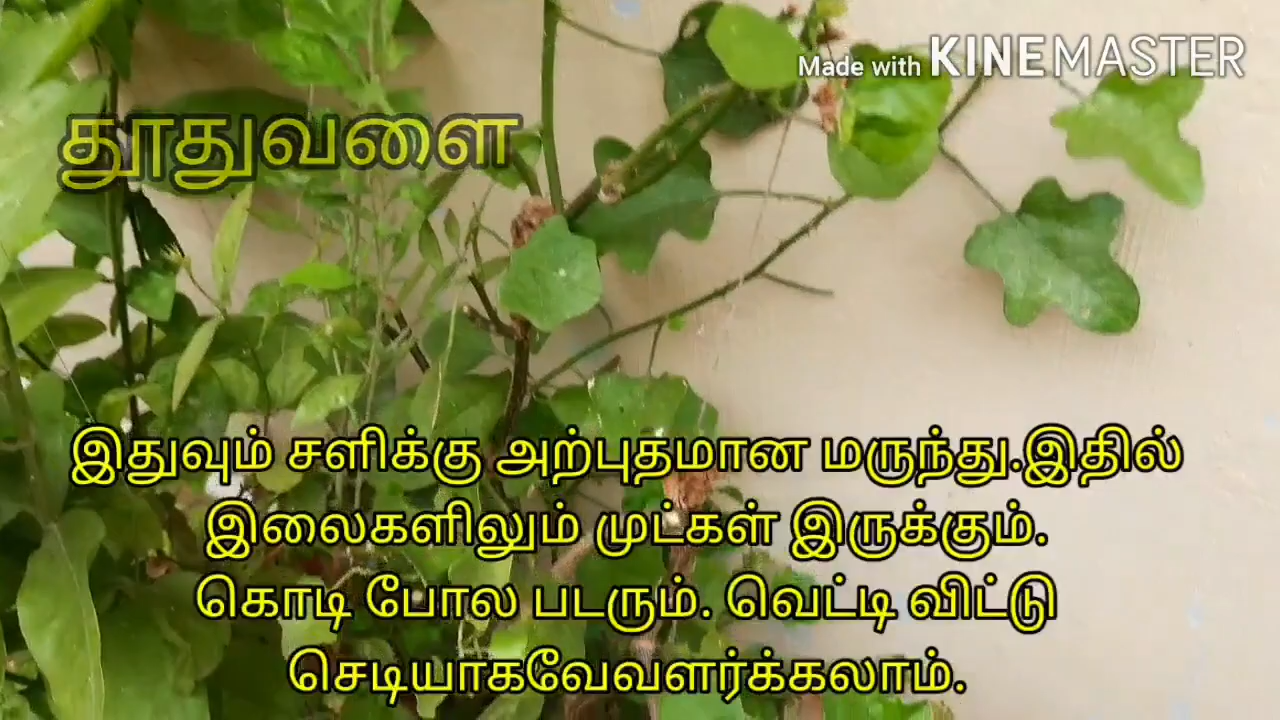 Made with KINEMASTER
தூதுவளை
இதுவும் சளிக்கு அற்புதமான மருந்து.இதில்
இலைகளிலும் முட்கள் இருக்கும்.
கொடி போல படரும். வெட்டி விட்டு
செடியாகவேவளர்க்கலாம்.